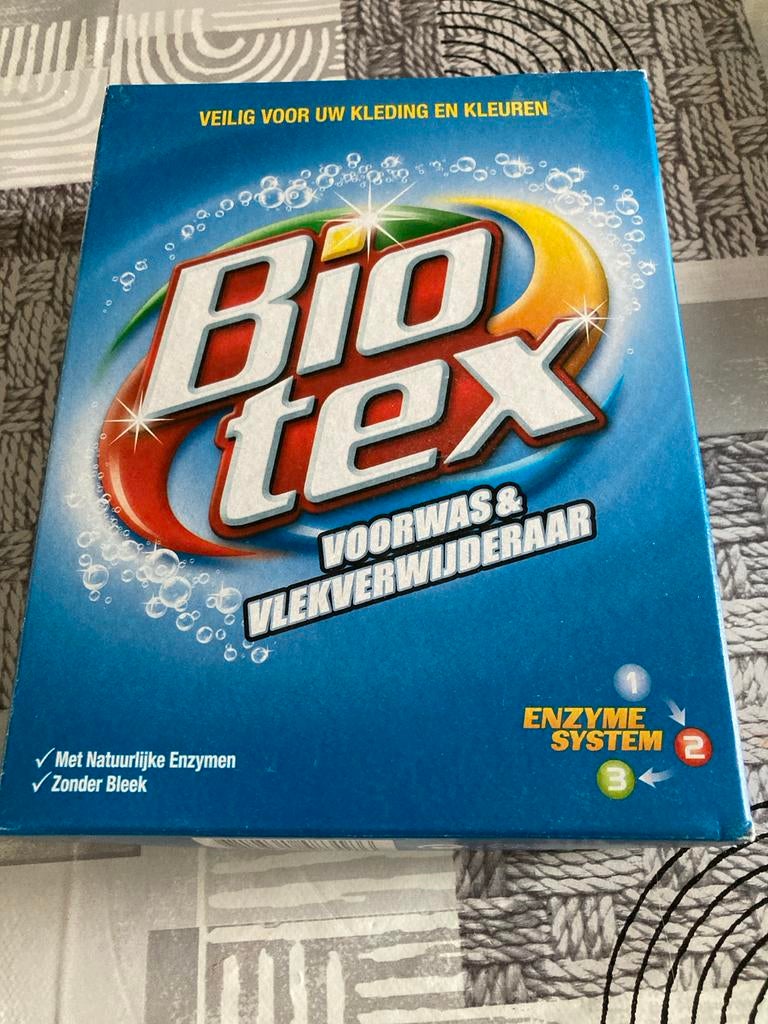 VEILIG VOOR UW KLEDING EN KLEUREN
Bio
tex
VOORWAS &
VLEKVERWIJDERAAR
1
ENZYME
SYSTEM
2
3
✓ Met Natuurlijke Enzymen
✓ Zonder Bleek